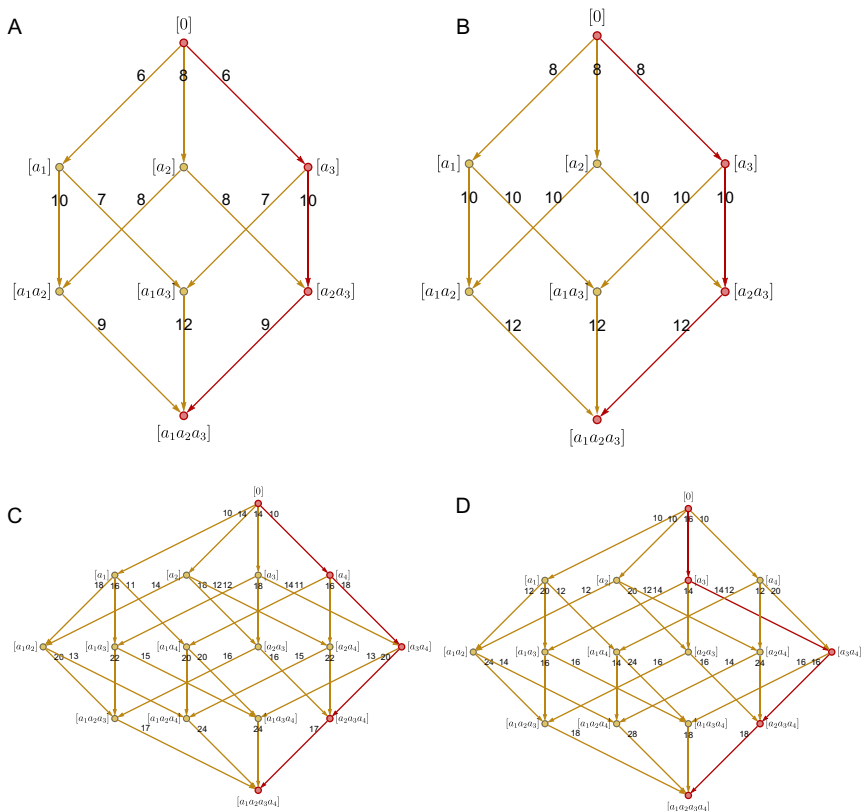 A
[0]
6 8 6
[a₁] [a₂] [a₃]
10 7 8 8 7 10
[a₁a₂] [a₁a₃] [a₂a₃]
9 12 9
[a₁a₂a₃]
B
[0]
8 8 8
[a₁] [a₂] [a₃]
10 10 10 10 10 10
[a₁a₂] [a₁a₃] [a₂a₃]
12 12 12
[a₁a₂a₃]
C
[0]
10 14 14 10
[a₁] [a₂] [a₃] [a₄]
18 16 11 14 18 12 12 18 14 11 16 18
[a₁a₂] [a₁a₃] [a₁a₄] [a₂a₃] [a₂a₄] [a₃a₄]
20 13 22 15 20 20 16 16 15 22 13 20
[a₁a₂a₃] [a₁a₂a₄] [a₁a₃a₄] [a₂a₃a₄]
17 24 24 17
[a₁a₂a₃a₄]
D
[0]
10 10 16 10
[a₁] [a₂] [a₃] [a₄]
12 20 12 12 20 12 14 14 14 12 12 20
[a₁a₂] [a₁a₃] [a₁a₄] [a₂a₃] [a₂a₄] [a₃a₄]
24 14 16 16 14 24 16 16 14 24 16 16
[a₁a₂a₃] [a₁a₂a₄] [a₁a₃a₄] [a₂a₃a₄]
18 28 18 18
[a₁a₂a₃a₄]